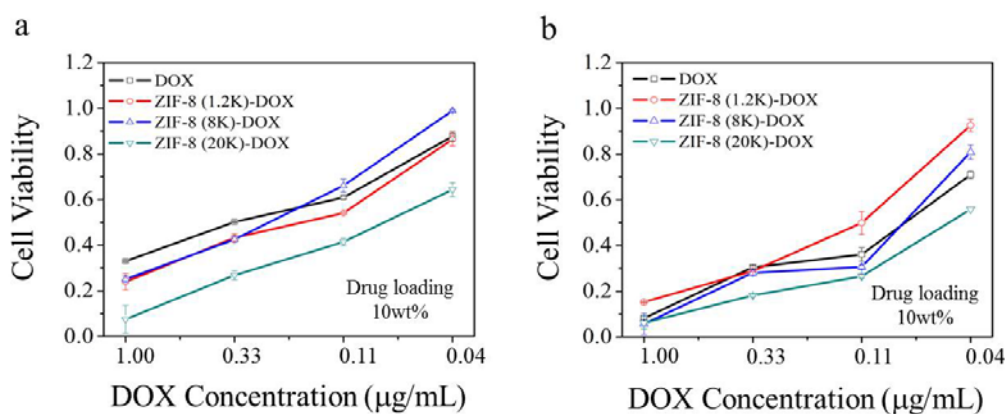 a
1.2
1.0
0.8
0.6
0.4
0.2
0.0
Cell Viability
DOX
ZIF-8 (1.2K)-DOX
ZIF-8 (8K)-DOX
ZIF-8 (20K)-DOX
Drug loading
10wt%
1.00 0.33 0.11 0.04
DOX Concentration (μg/mL)
b
1.2
1.0
0.8
0.6
0.4
0.2
0.0
Cell Viability
DOX
ZIF-8 (1.2K)-DOX
ZIF-8 (8K)-DOX
ZIF-8 (20K)-DOX
Drug loading
10wt%
1.00 0.33 0.11 0.04
DOX Concentration (μg/mL)